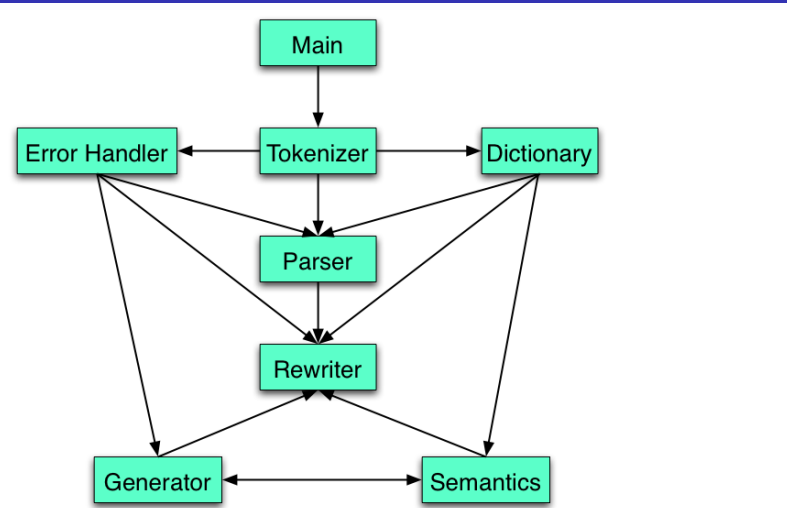 Main
Error Handler
Tokenizer
Dictionary
Parser
Rewriter
Generator
Semantics